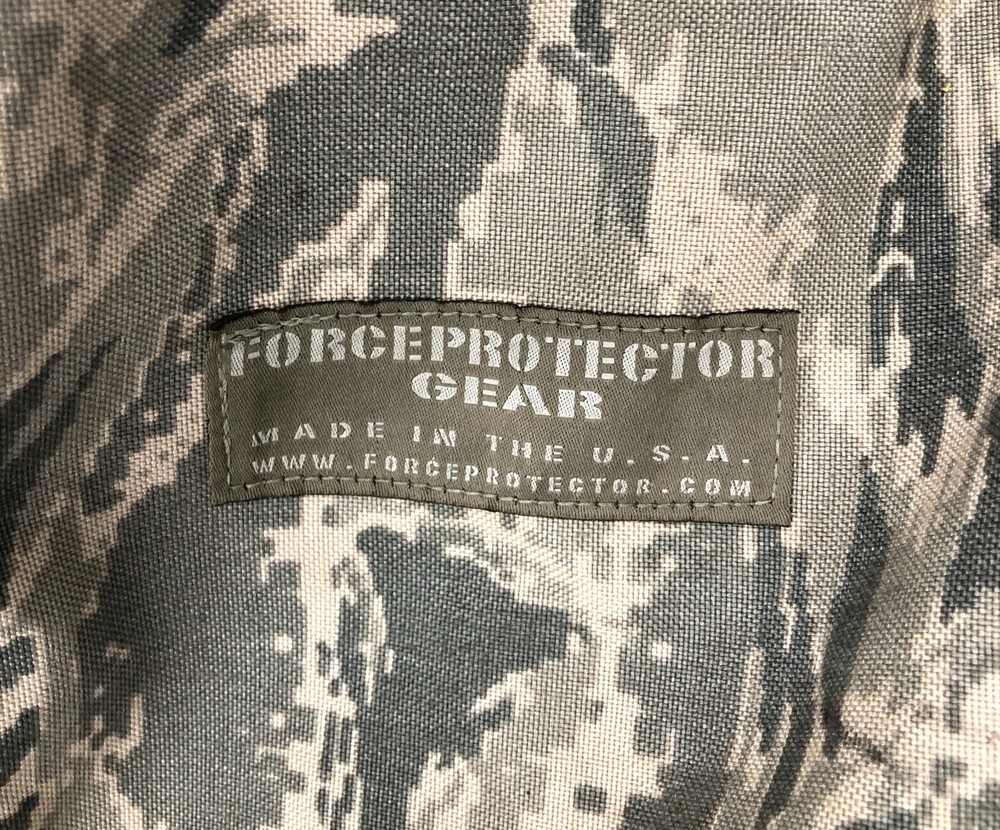 FORCEPROTECTOR
GEAR
MADE IN THE U.S.A.
WWW.FORCEPROTECTOR.COM